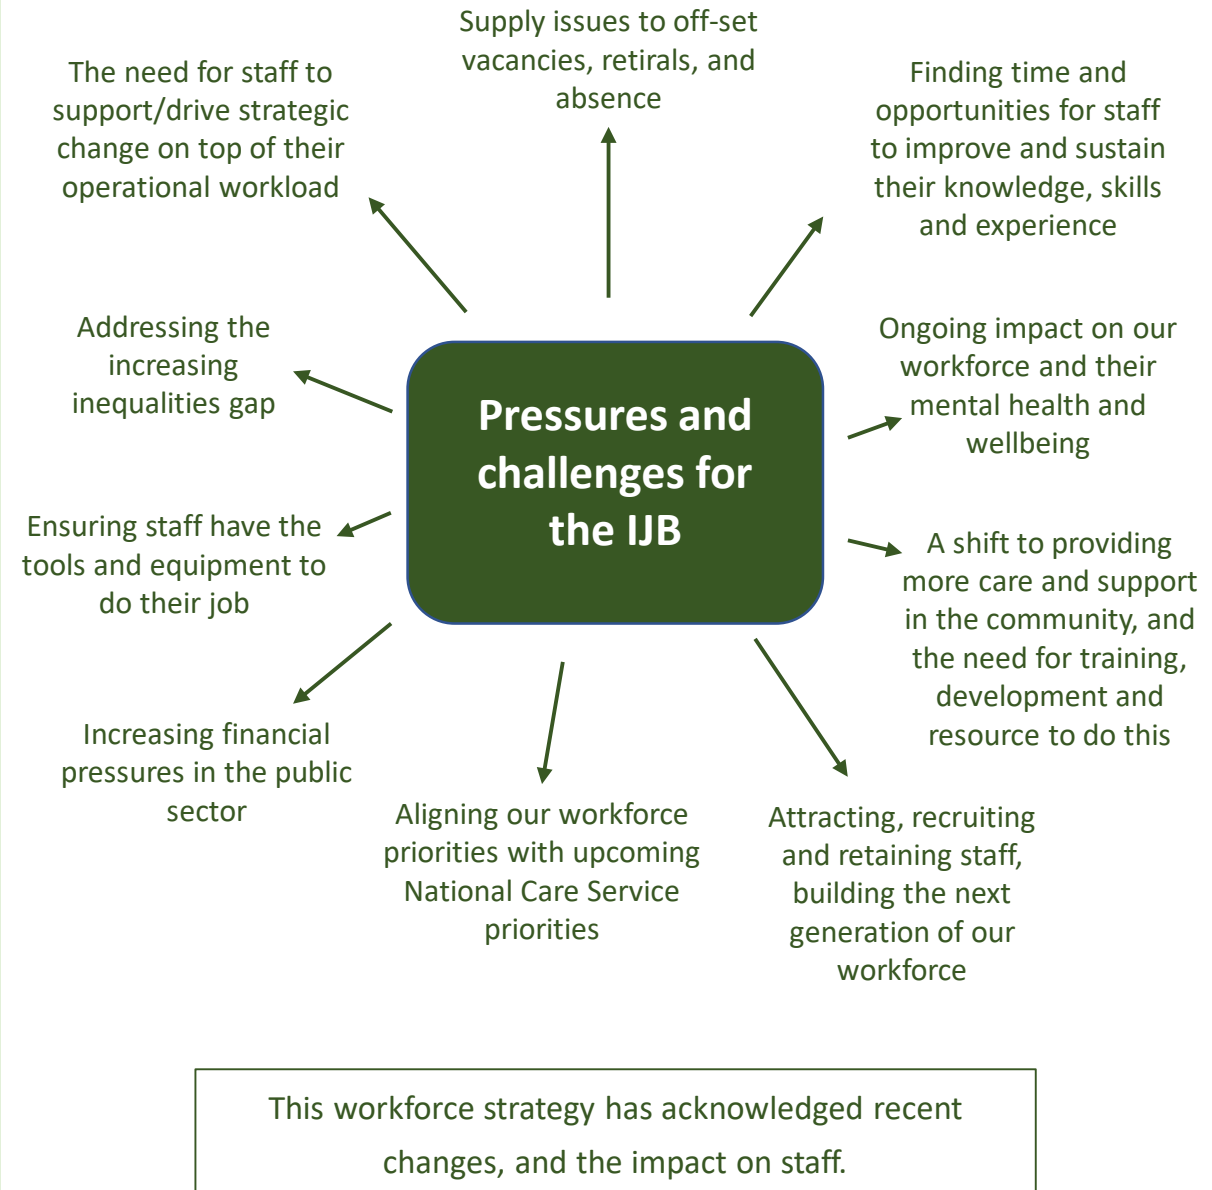 Supply issues to off-set
vacancies, retirals, and
absence
The need for staff to
support/drive strategic
change on top of their
operational workload
Finding time and
opportunities for staff
to improve and sustain
their knowledge, skills
and experience
Addressing the
increasing
inequalities gap
Ongoing impact on our
workforce and their
mental health and
wellbeing
Pressures and
challenges for
the IJB
Ensuring staff have the
tools and equipment to
do their job
A shift to providing
more care and support
in the community, and
the need for training,
development and
resource to do this
Increasing financial
pressures in the public
sector
Aligning our workforce
priorities with upcoming
National Care Service
priorities
Attracting, recruiting
and retaining staff,
building the next
generation of our
workforce
This workforce strategy has acknowledged recent
changes, and the impact on staff.